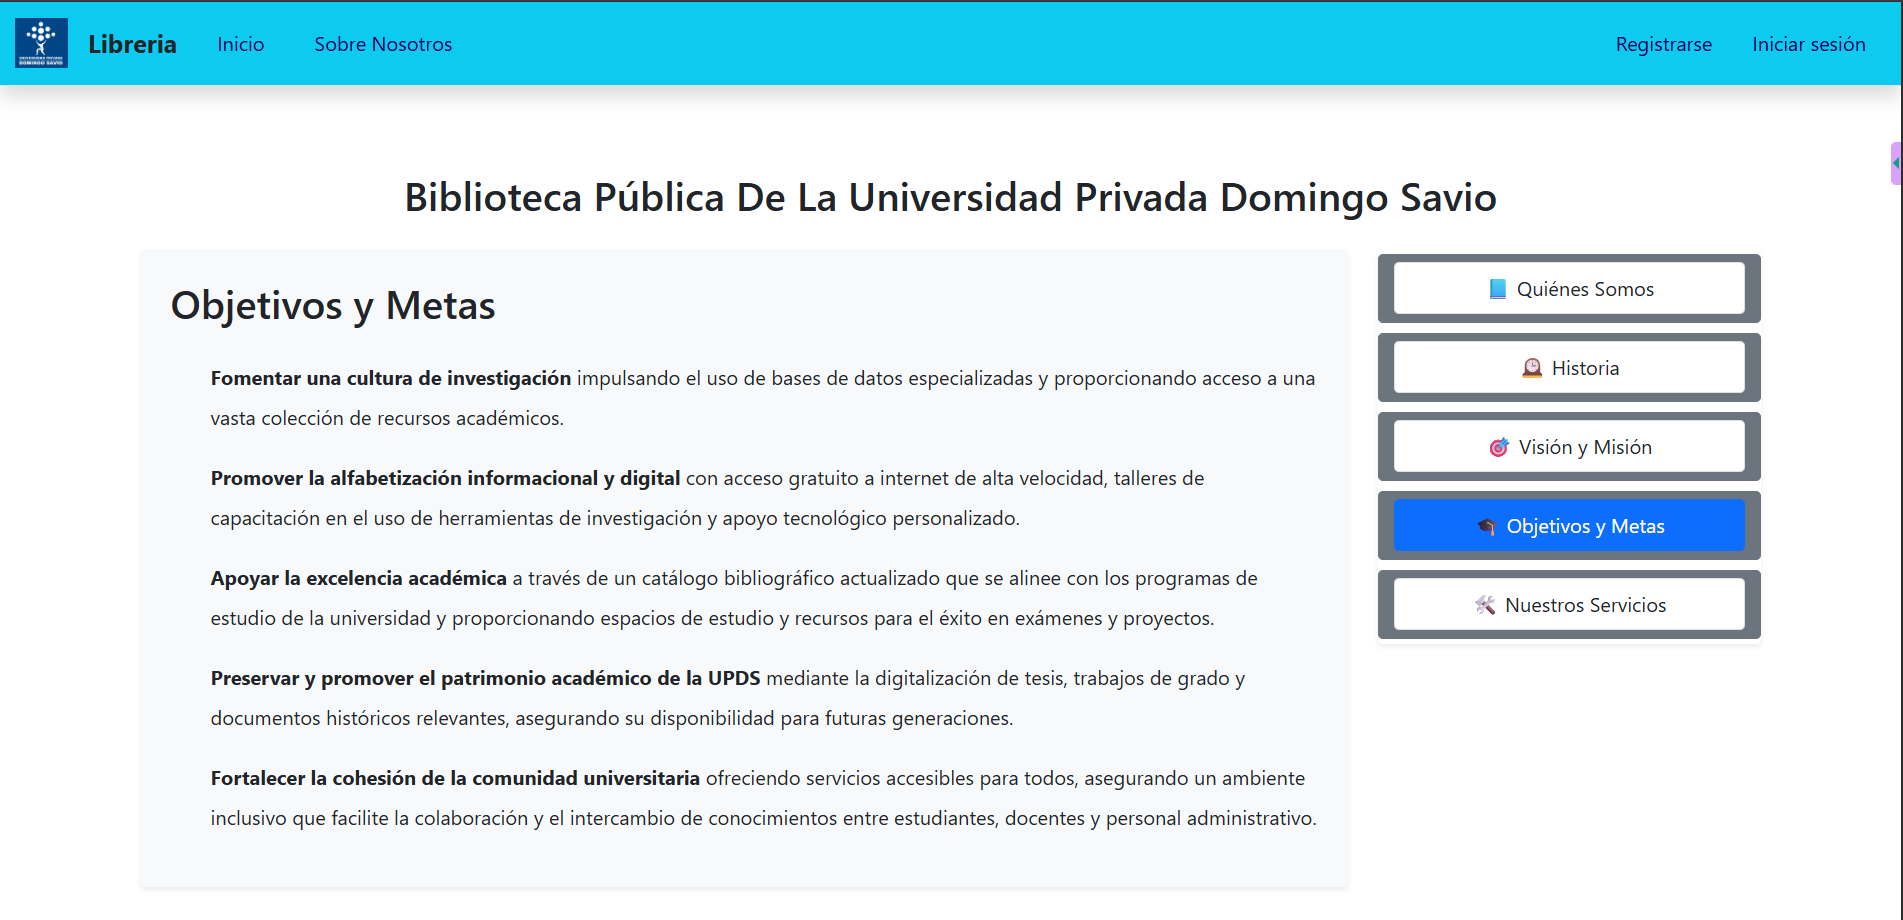 UNIVERSIDAD PRIVADA
DOMINGO SAVIO
Libreria
Inicio
Sobre Nosotros
Registrarse
Iniciar sesión
Biblioteca Pública De La Universidad Privada Domingo Savio
Objetivos y Metas
Fomentar una cultura de investigación impulsando el uso de bases de datos especializadas y proporcionando acceso a una
vasta colección de recursos académicos.
Promover la alfabetización informacional y digital con acceso gratuito a internet de alta velocidad, talleres de
capacitación en el uso de herramientas de investigación y apoyo tecnológico personalizado.
Apoyar la excelencia académica a través de un catálogo bibliográfico actualizado que se alinee con los programas de
estudio de la universidad y proporcionando espacios de estudio y recursos para el éxito en exámenes y proyectos.
Preservar y promover el patrimonio académico de la UPDS mediante la digitalización de tesis, trabajos de grado y
documentos históricos relevantes, asegurando su disponibilidad para futuras generaciones.
Fortalecer la cohesión de la comunidad universitaria ofreciendo servicios accesibles para todos, asegurando un ambiente
inclusivo que facilite la colaboración y el intercambio de conocimientos entre estudiantes, docentes y personal administrativo.
Quiénes Somos
Historia
Visión y Misión
Objetivos y Metas
Nuestros Servicios